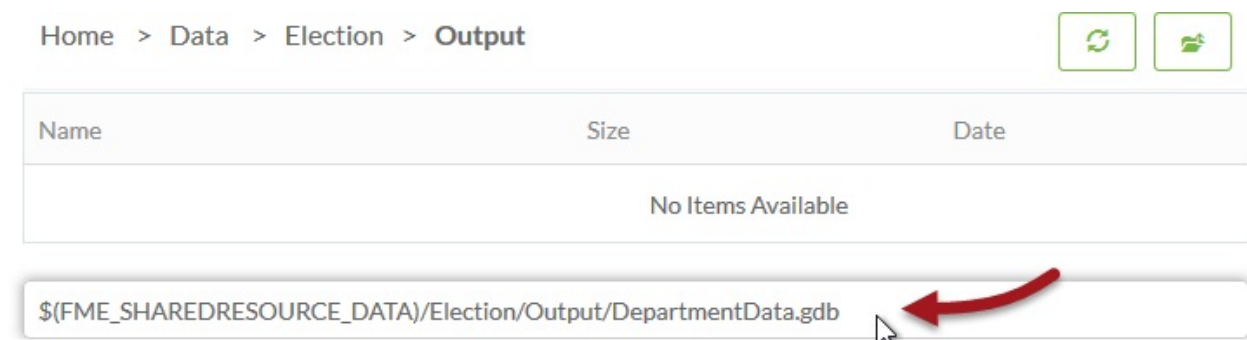 Home > Data > Election > Output
Name Size Date
No Items Available
$(FME_SHAREDRESOURCE_DATA)/Election/Output/DepartmentData.gdb